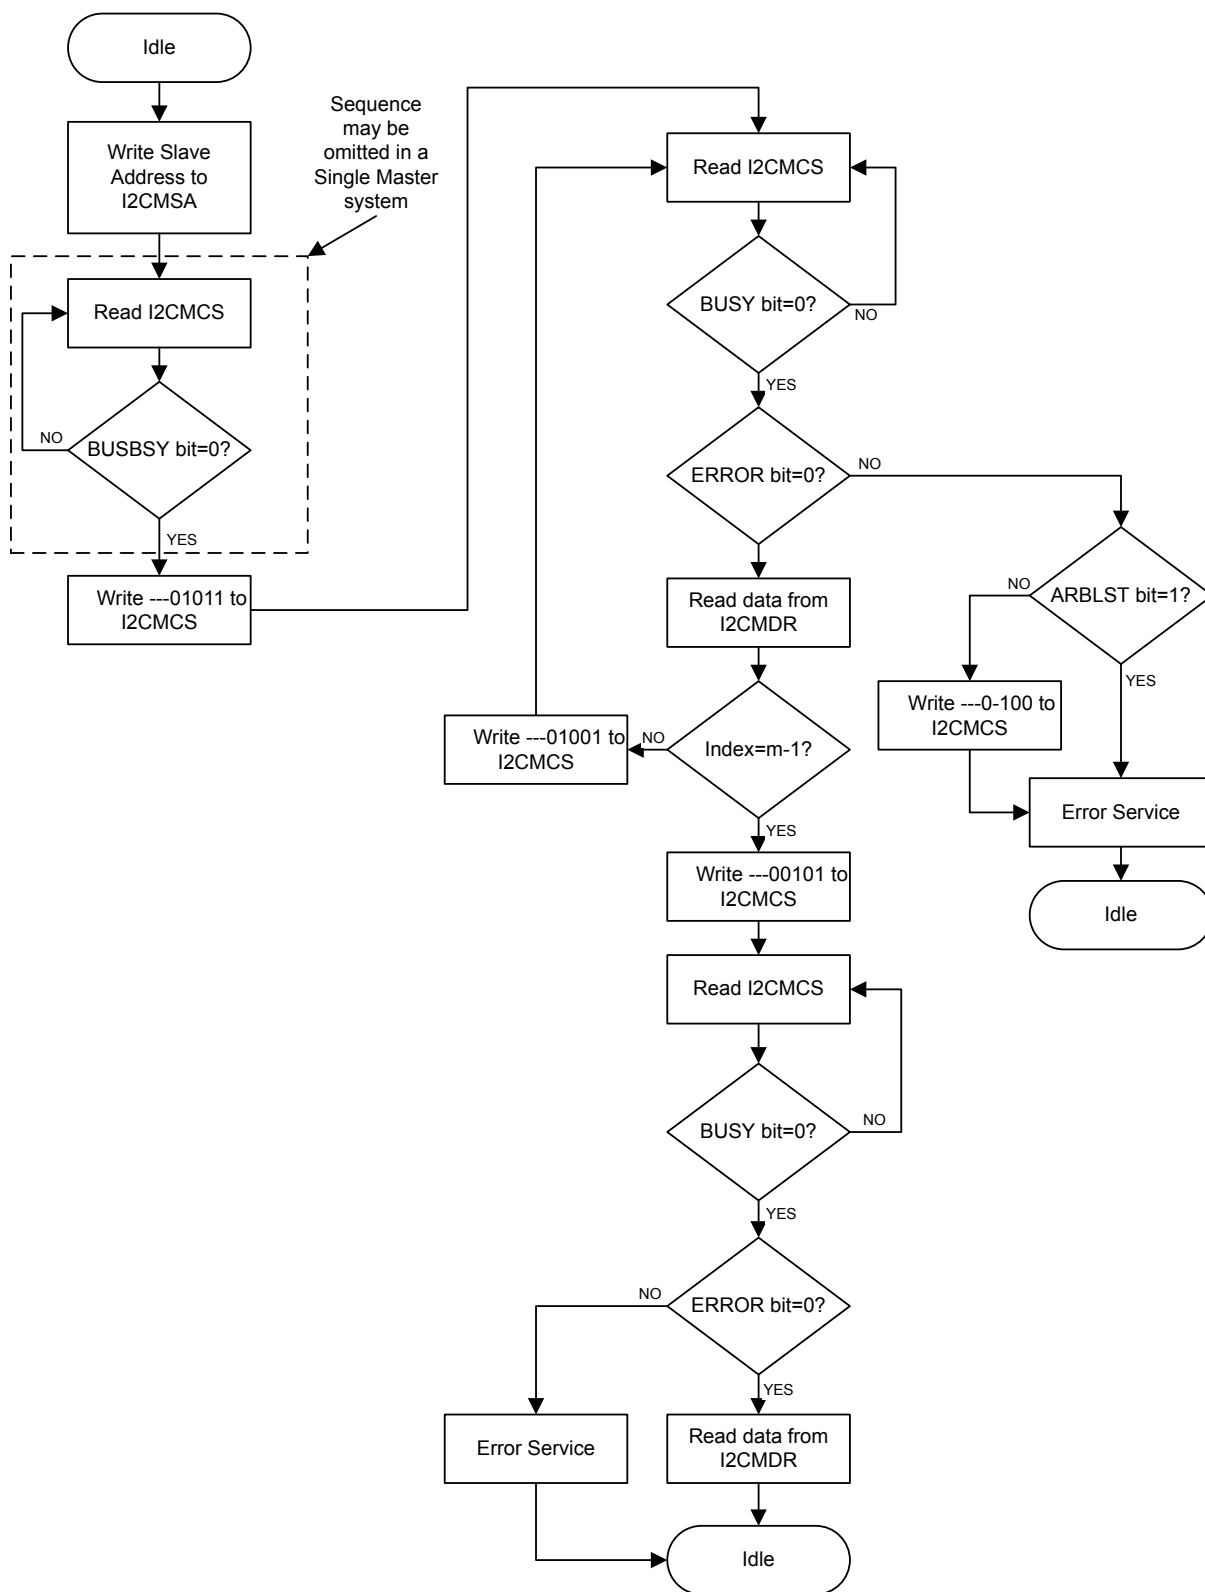 Idle
Write Slave
Address to
I2CMSA
Sequence
may be
omitted in a
Single Master
system
Read I2CMCS
BUSBSY bit=0?
NO
YES
Write ---01011 to
I2CMCS
Read I2CMCS
BUSY bit=0?
NO
YES
ERROR bit=0?
NO
Read data from
I2CMDR
ARBLST bit=1?
NO
YES
Write ---0-100 to
I2CMCS
Error Service
Idle
Index=m-1?
NO
Write ---01001 to
I2CMCS
YES
Write ---00101 to
I2CMCS
Read I2CMCS
BUSY bit=0?
NO
YES
ERROR bit=0?
NO
YES
Error Service
Read data from
I2CMDR
Idle